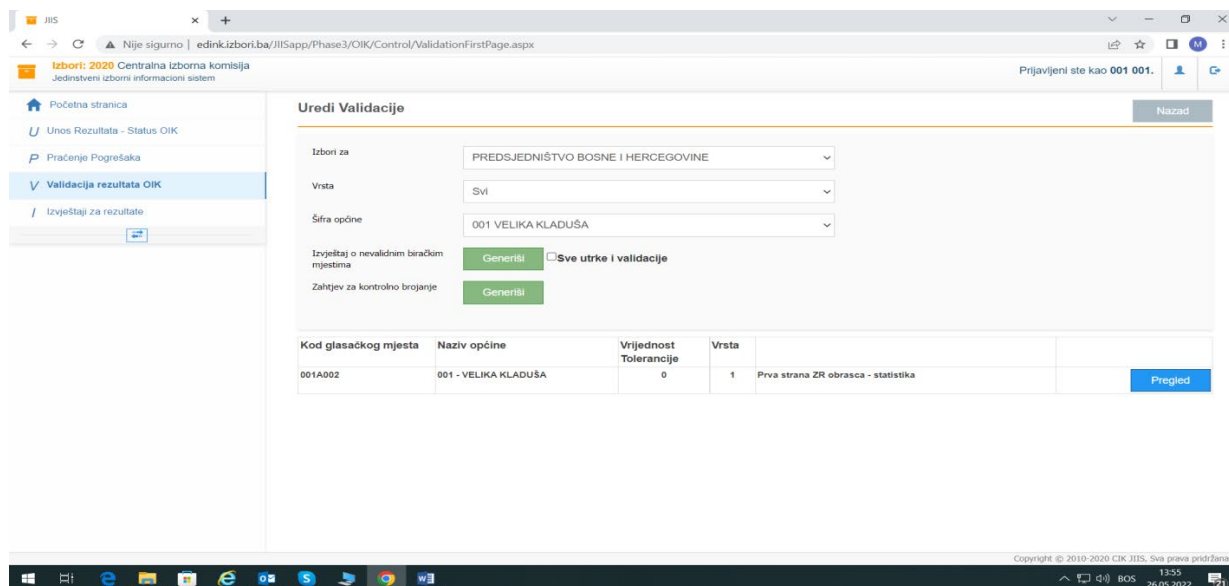 JIIS
Nije sigurno | edink.izbori.ba/JIISapp/Phase3/OIK/Control/ValidationFirstPage.aspx
M
Izbori: 2020 Centralna izborna komisija
Jedinstveni izborni informacioni sistem
Prijavljeni ste kao 001 001.
Početna stranica
U Unos Rezultata - Status OIK
P Praćenje Pogrešaka
V Validacija rezultata OIK
I Izvještaji za rezultate
Uredi Validacije
Nazad
Izbori za
PREDSJEDNIŠTVO BOSNE I HERCEGOVINE
Vrsta
Svi
Šifra općine
001 VELIKA KLADUŠA
Izvještaj o nevalidnim biračkim
mjestima
Generiši
Sve utrke i validacije
Zahtjev za kontrolno brojanje
Generiši
Kod glasačkog mjesta Naziv općine Vrijednost Tolerancije Vrsta
001A002 001 - VELIKA KLADUŠA 0 1 Prva strana ZR obrasca - statistika Pregled
Copyright © 2010-2020 CIK JIIS. Sva prava pridržana
BOS
13:55
26.05.2022
21